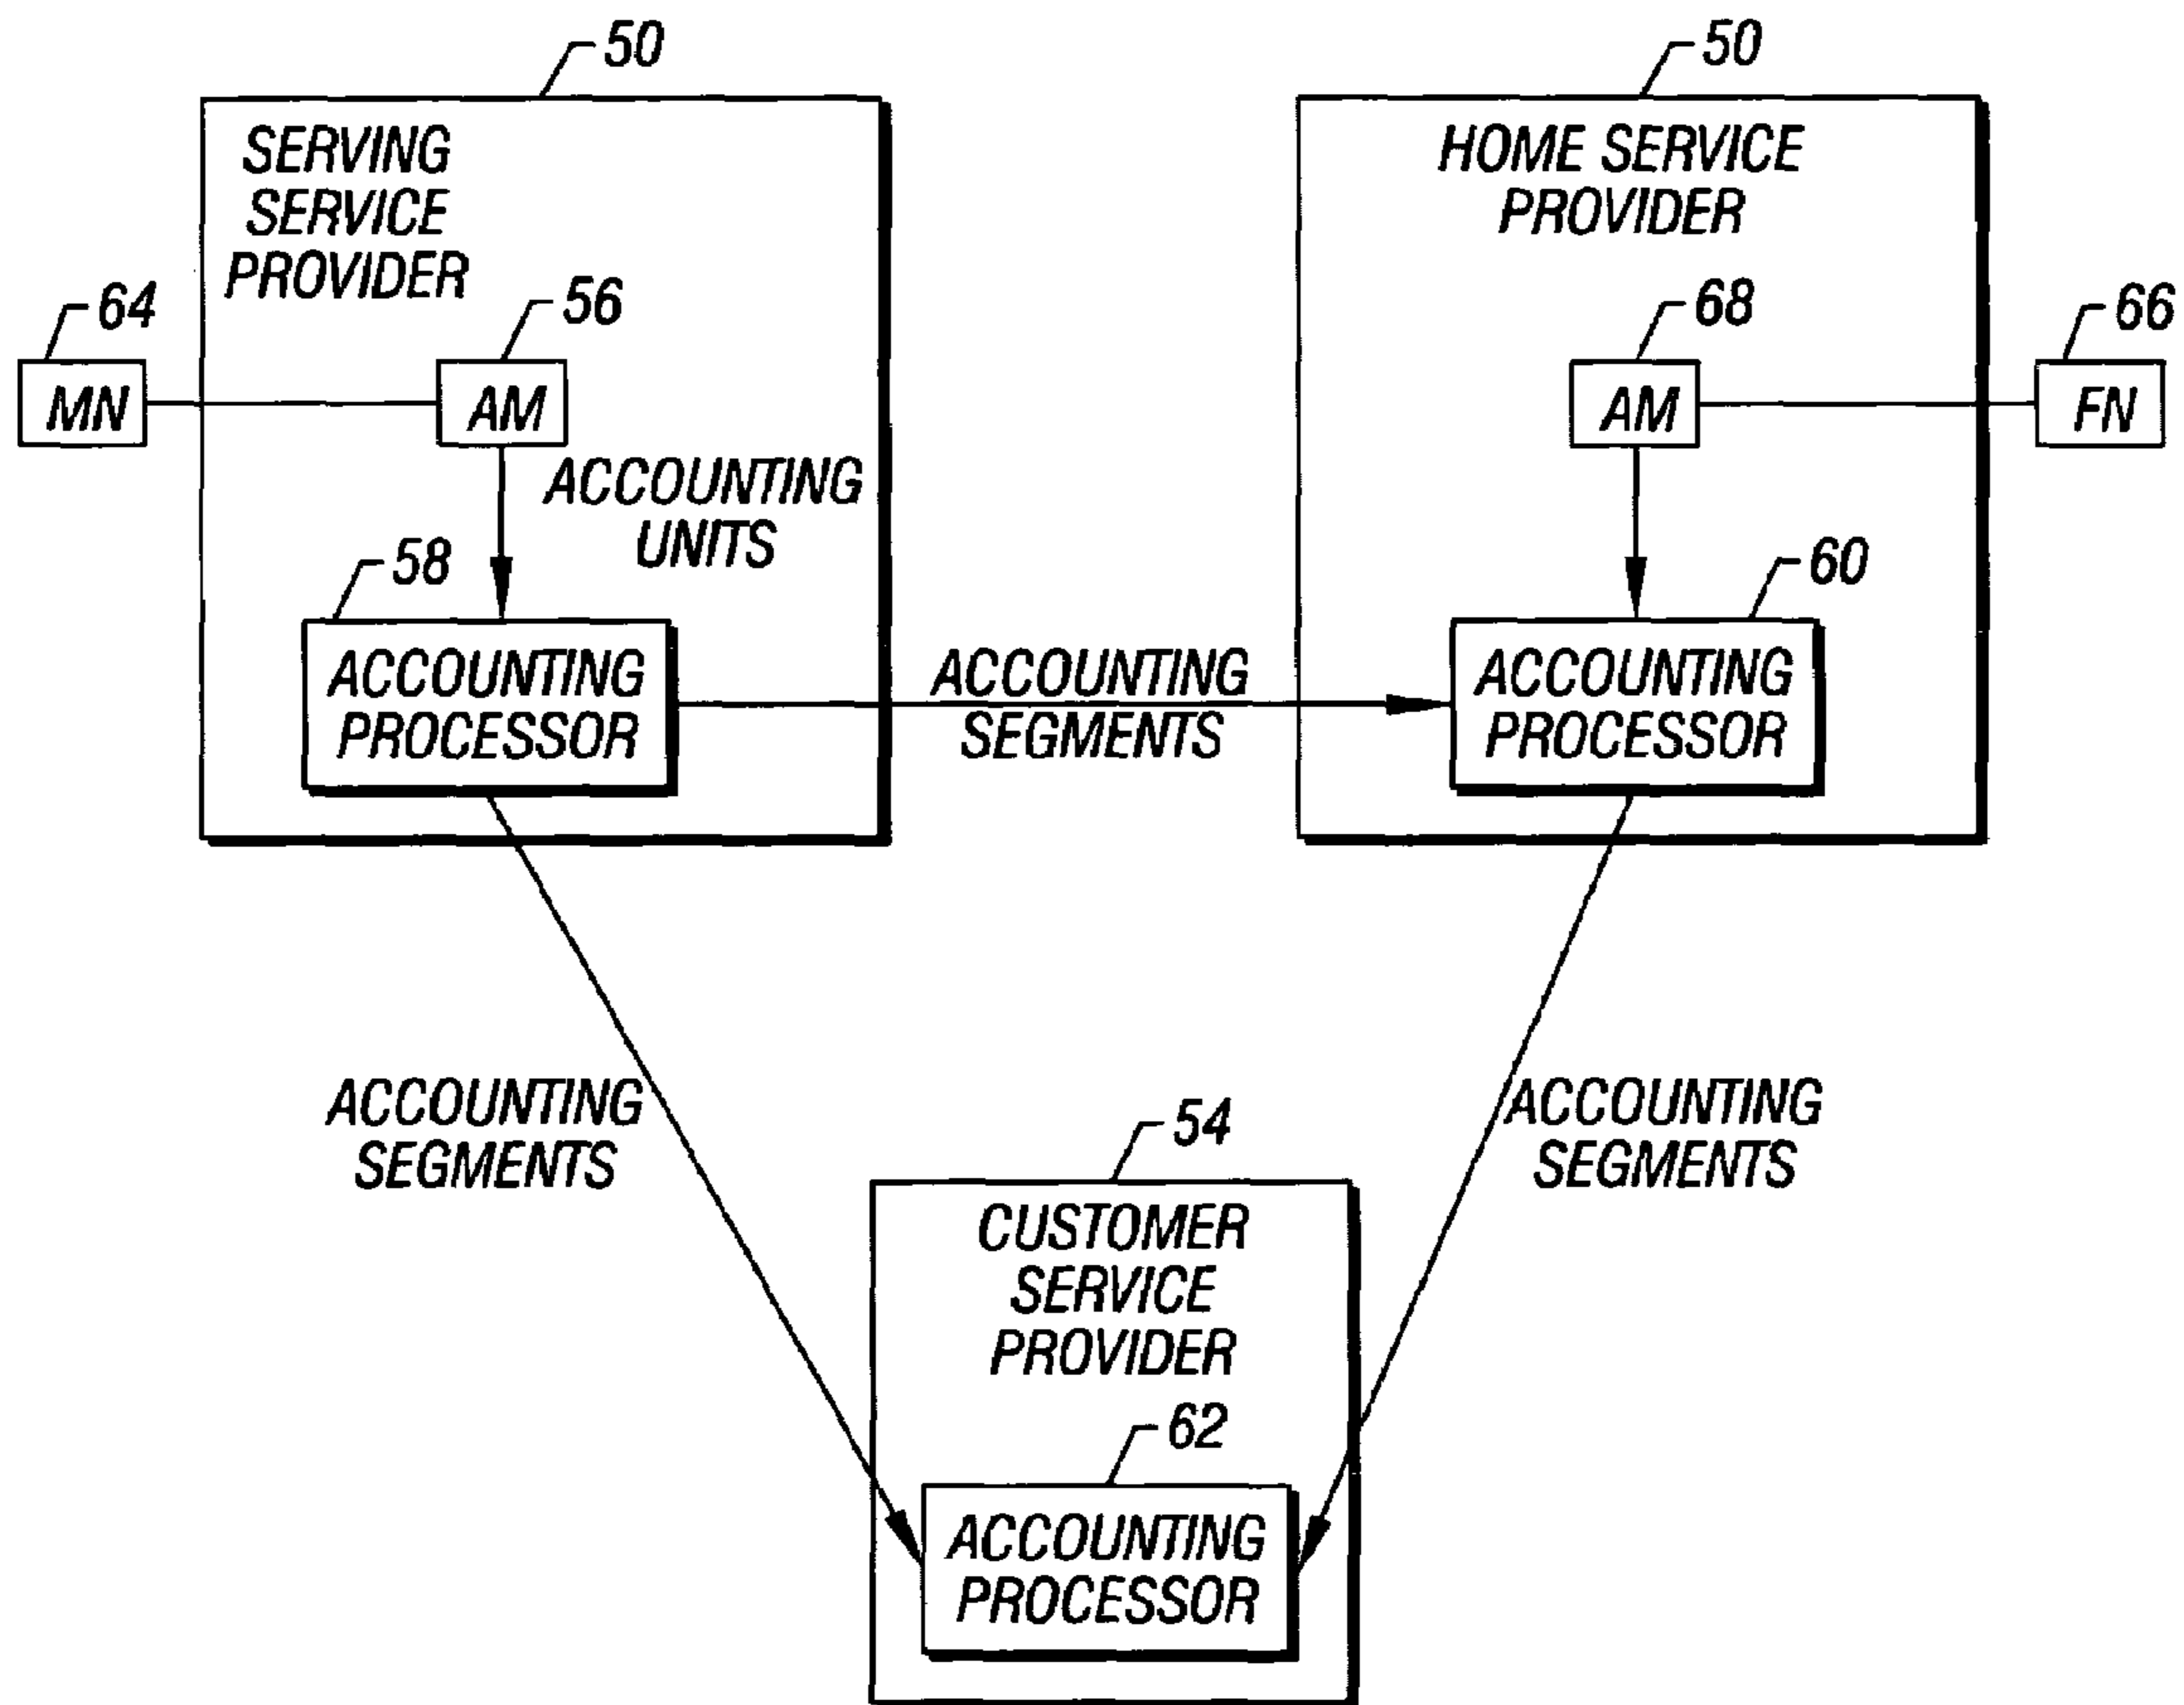 50
SERVING
SERVICE
PROVIDER
64
MN
56
AM
ACCOUNTING
UNITS
58
ACCOUNTING
PROCESSOR
ACCOUNTING
SEGMENTS
50
HOME SERVICE
PROVIDER
68
AM
66
FN
60
ACCOUNTING
PROCESSOR
ACCOUNTING
SEGMENTS
ACCOUNTING
SEGMENTS
54
CUSTOMER
SERVICE
PROVIDER
62
ACCOUNTING
PROCESSOR